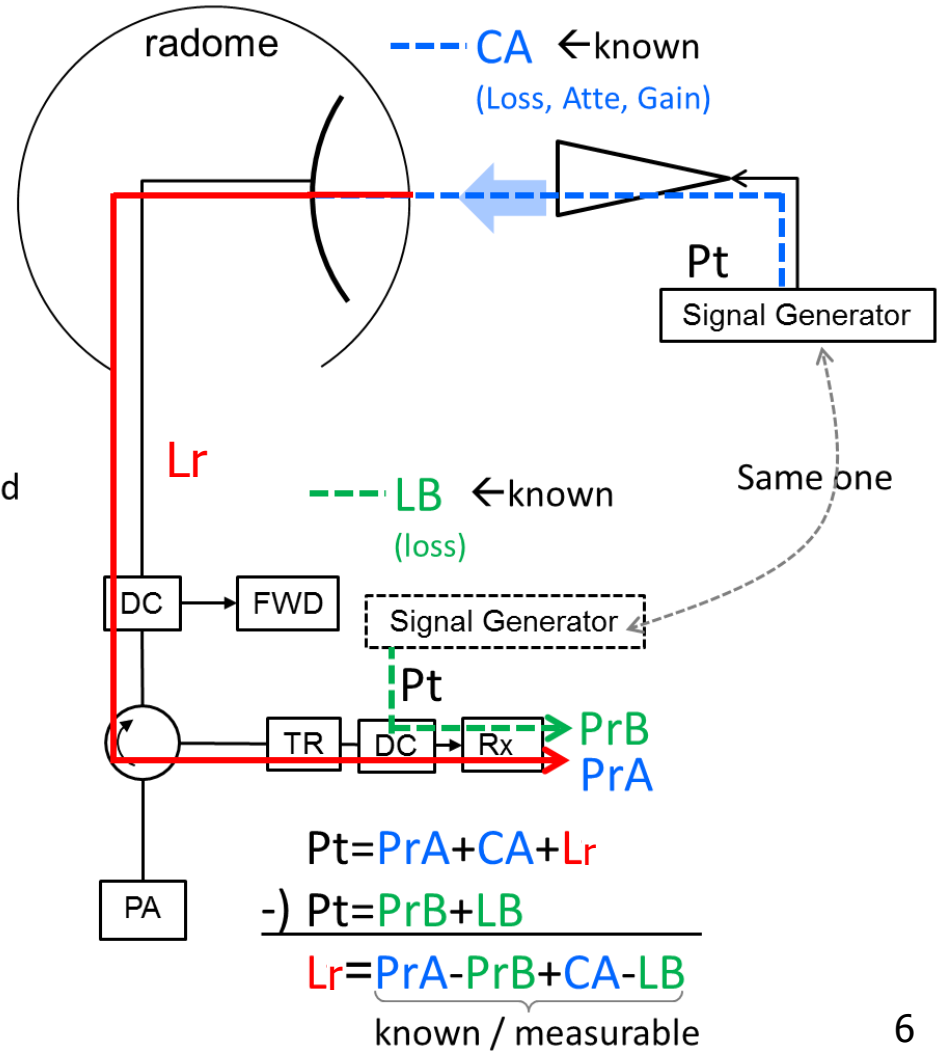 radome
CA ←known
(Loss, Atte, Gain)
Pt
Signal Generator
Lr
d
Same one
LB ←known
(loss)
DC
FWD
Signal Generator
Pt
TR
DC
Rx
PrB
PrA
Pt=PrA+CA+Lr
PA
-) Pt=PrB+LB
Lr=PrA-PrB+CA-LB
known / measurable
6